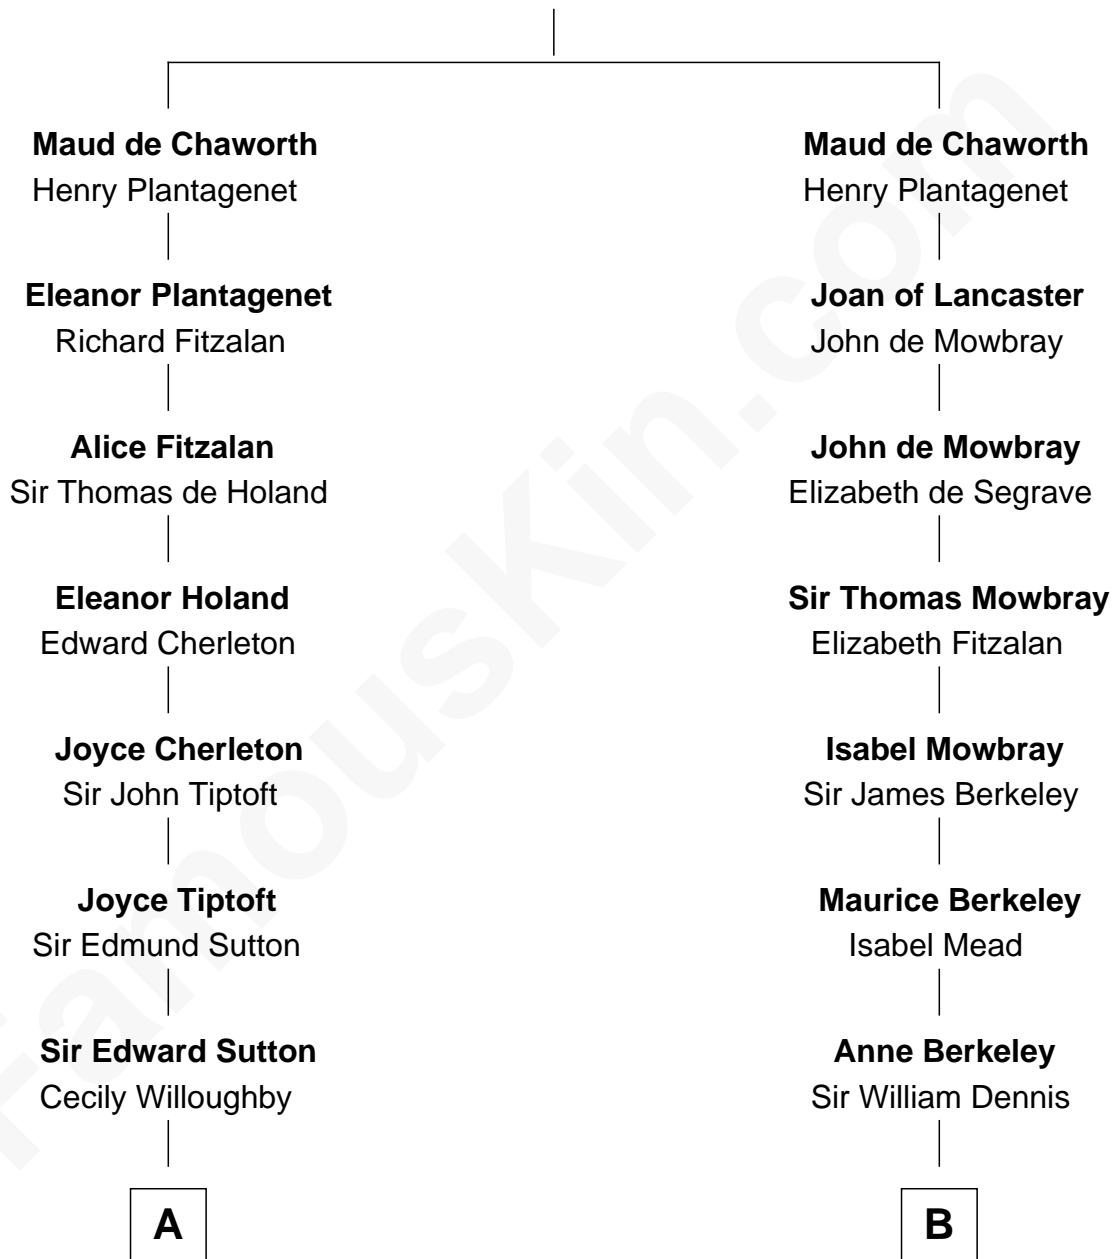 Maud de Chaworth
Henry Plantagenet
Eleanor Plantagenet
Richard Fitzalan
Alice Fitzalan
Sir Thomas de Holand
Eleanor Holand
Edward Cherleton
Joyce Cherleton
Sir John Tiptoft
Joyce Tiptoft
Sir Edmund Sutton
Sir Edward Sutton
Cecily Willoughby
A
Maud de Chaworth
Henry Plantagenet
Joan of Lancaster
John de Mowbray
John de Mowbray
Elizabeth de Segrave
Sir Thomas Mowbray
Elizabeth Fitzalan
Isabel Mowbray
Sir James Berkeley
Maurice Berkeley
Isabel Mead
Anne Berkeley
Sir William Dennis
B
FamousKin.com